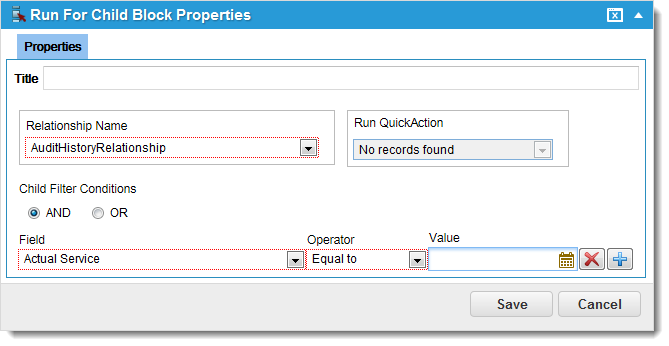 Run For Child Block Properties
Properties
Title
Relationship Name
AuditHistoryRelationship
Run QuickAction
No records found
Child Filter Conditions
AND OR
Field Operator Value
Actual Service Equal to
Save Cancel